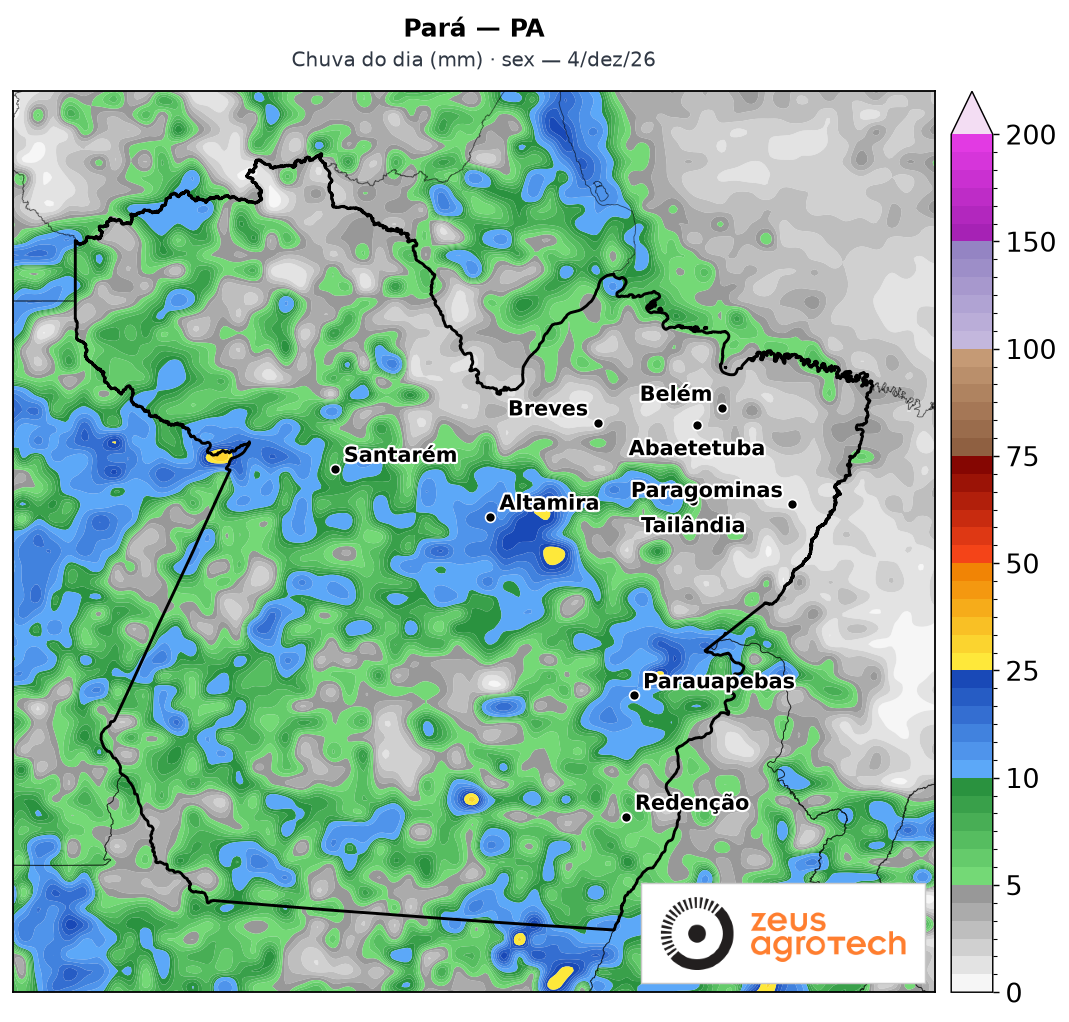 Pará — PA
Chuva do dia (mm) · sex — 4/dez/26
200
150
100
75
50
25
10
5
0
Belém
Breves
Abaetetuba
Santarém
Paragominas
Altamira
Tailândia
Parauapebas
Redenção
zeus
agrotech